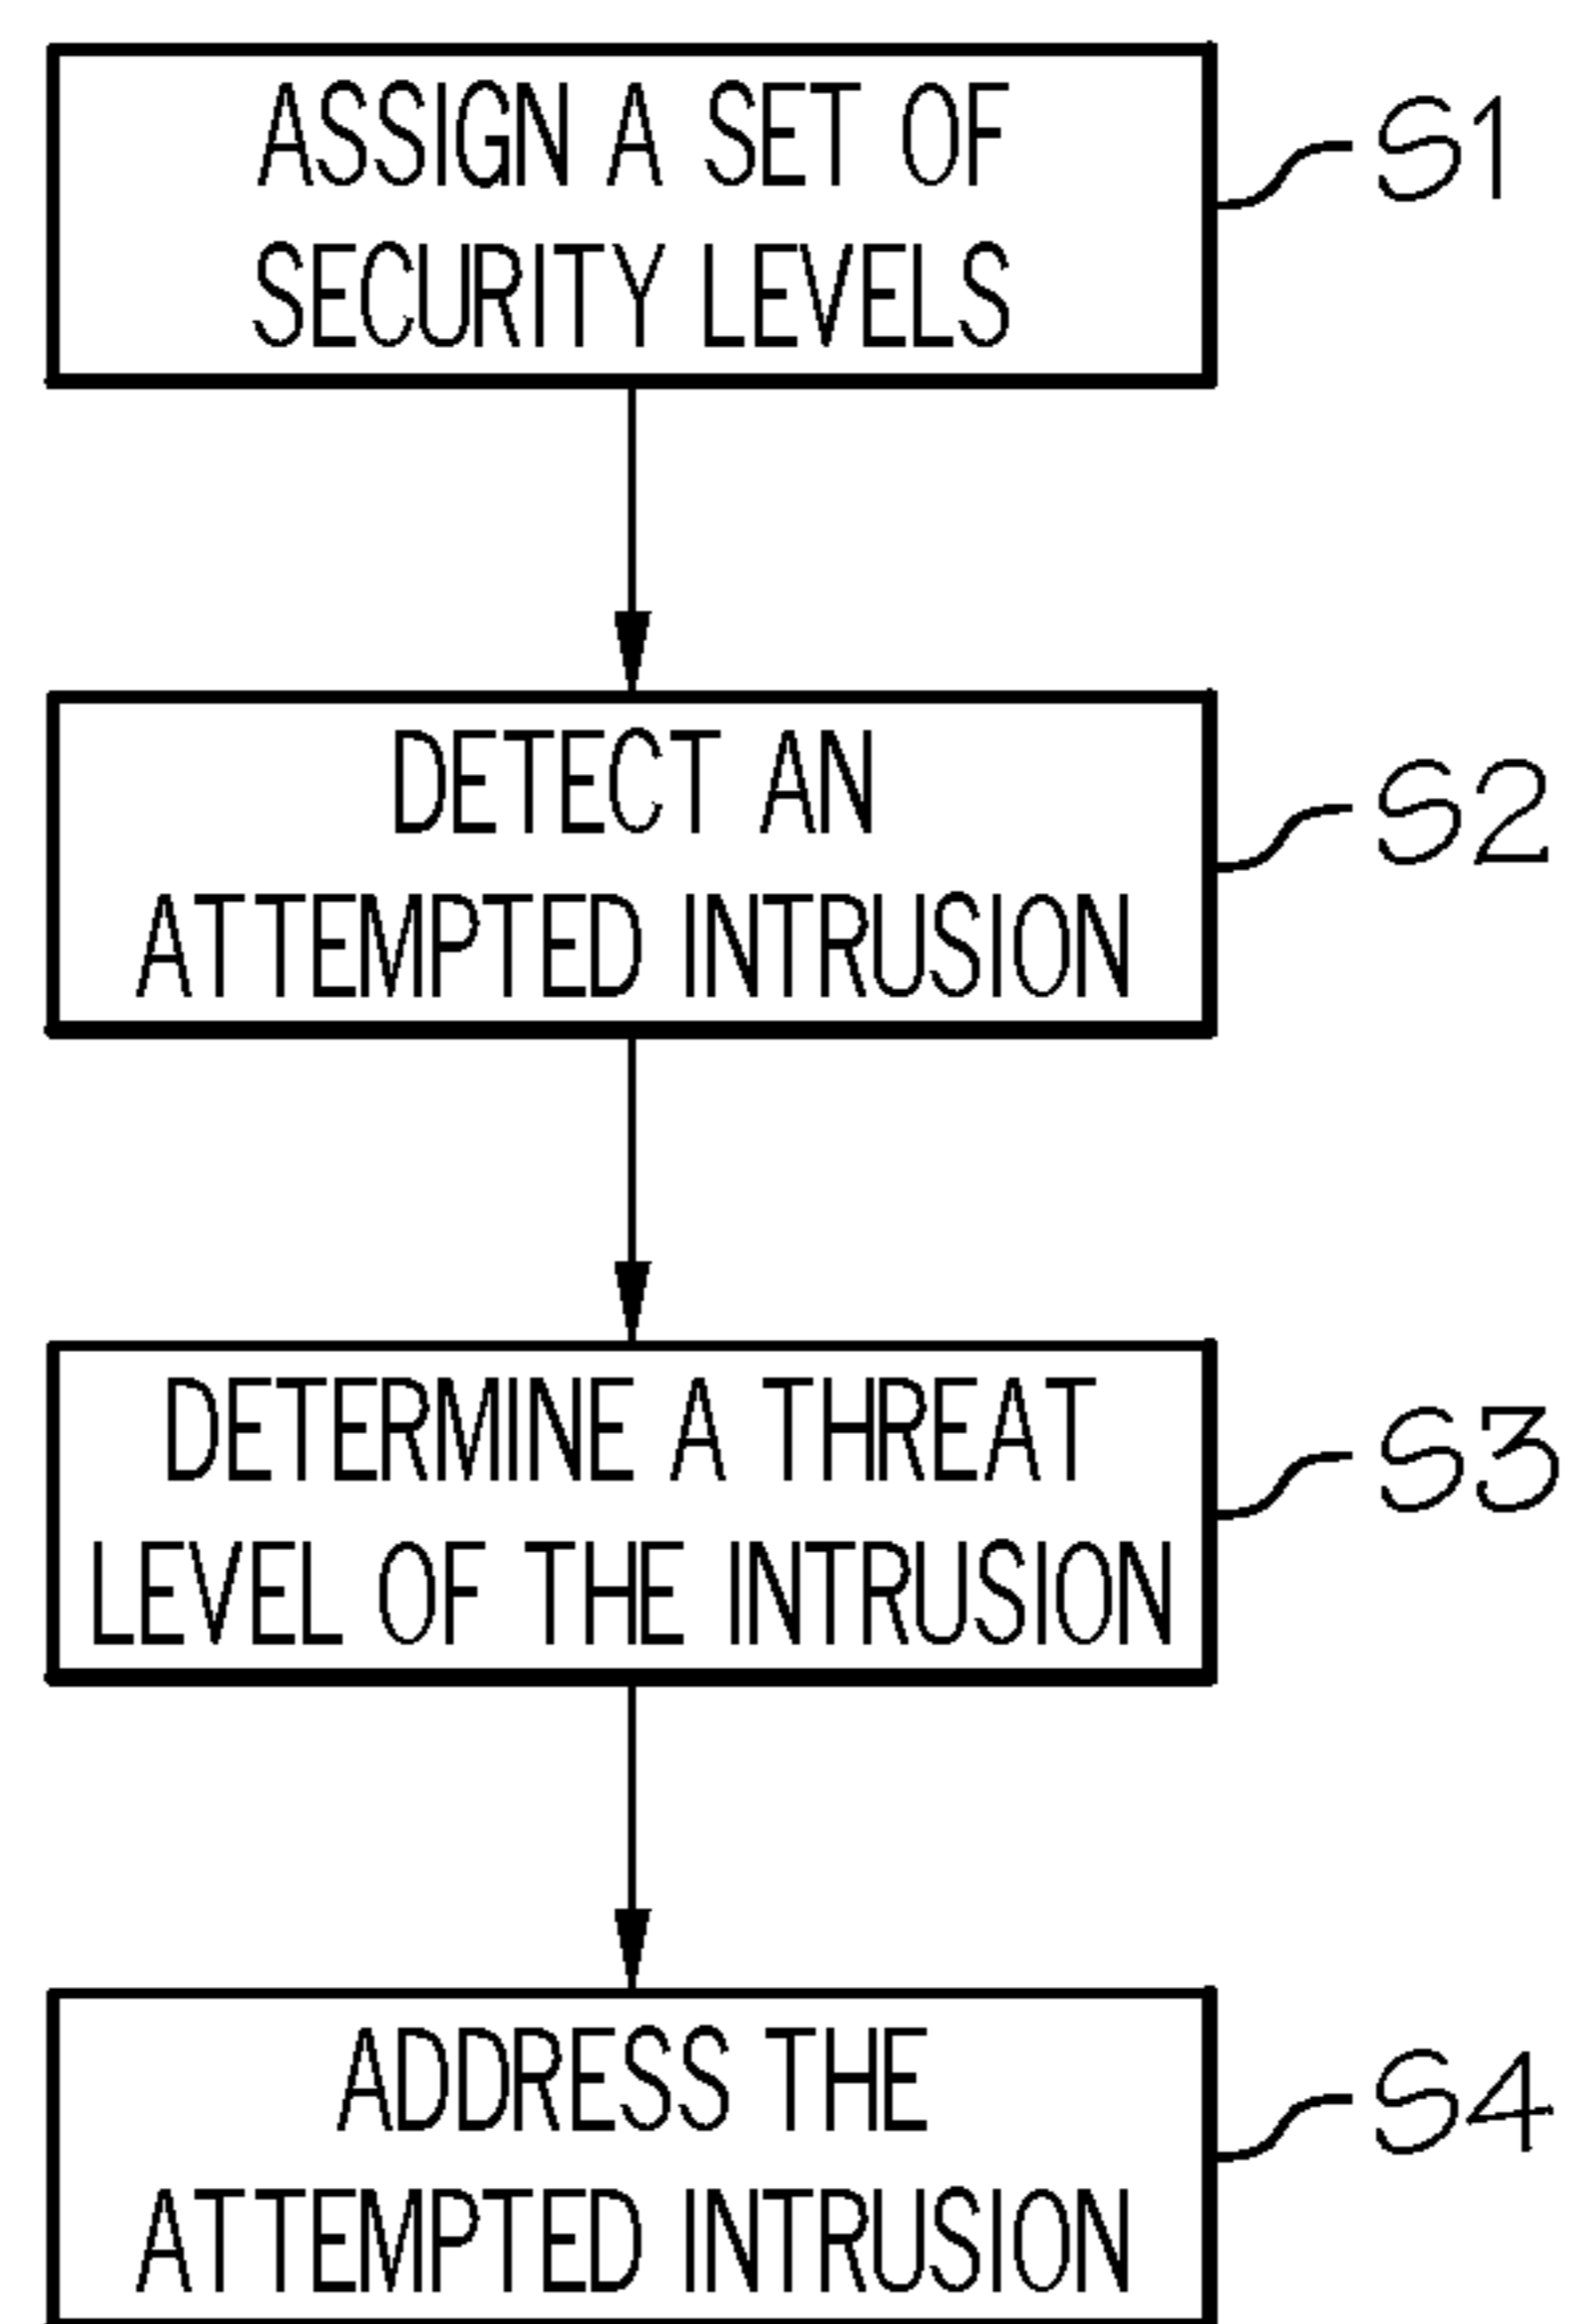 ASSIGN A SET OF
SECURITY LEVELS
S1
DETECT AN
ATTEMPTED INTRUSION
S2
DETERMINE A THREAT
LEVEL OF THE INTRUSION
S3
ADDRESS THE
ATTEMPTED INTRUSION
S4